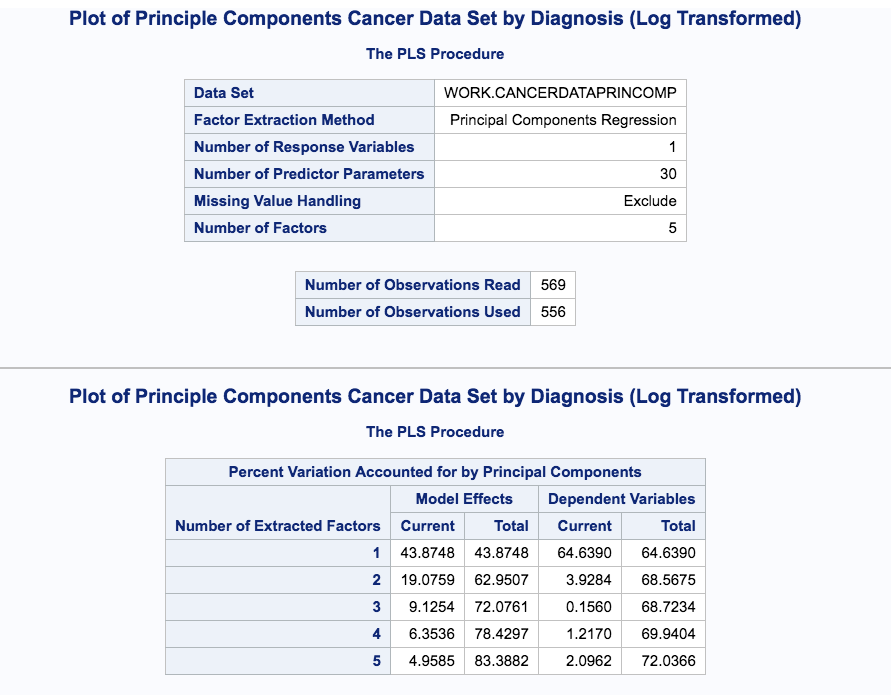 Plot of Principle Components Cancer Data Set by Diagnosis (Log Transformed)
The PLS Procedure
Data Set WORK.CANCERDATAPRINCOMP
Factor Extraction Method Principal Components Regression
Number of Response Variables 1
Number of Predictor Parameters 30
Missing Value Handling Exclude
Number of Factors 5
Number of Observations Read 569
Number of Observations Used 556
Plot of Principle Components Cancer Data Set by Diagnosis (Log Transformed)
The PLS Procedure
Percent Variation Accounted for by Principal Components
Model Effects Dependent Variables
Number of Extracted Factors Current Total Current Total
1 43.8748 43.8748 64.6390 64.6390
2 19.0759 62.9507 3.9284 68.5675
3 9.1254 72.0761 0.1560 68.7234
4 6.3536 78.4297 1.2170 69.9404
5 4.9585 83.3882 2.0962 72.0366